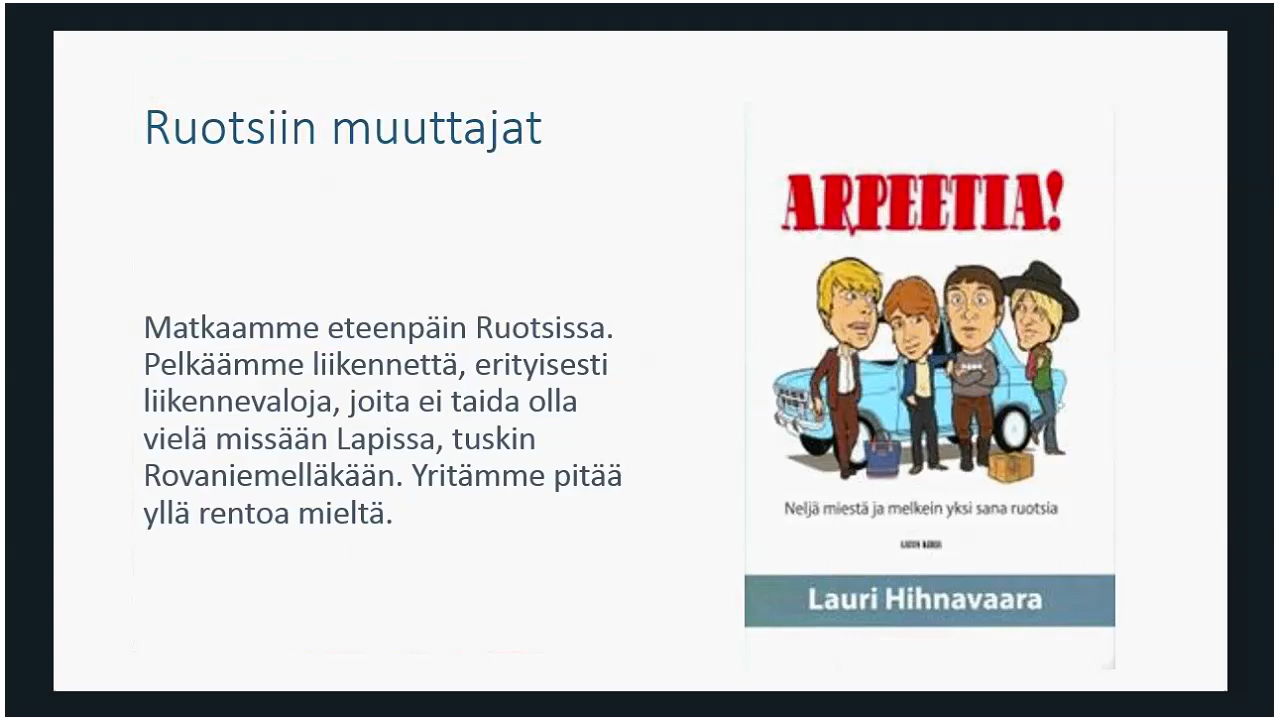 Ruotsiin muuttajat
Matkaamme eteenpäin Ruotsissa.
Pelkäämme liikennettä, erityisesti
liikennevaloja, joita ei taida olla
vielä missään Lapissa, tuskin
Rovaniemelläkään. Yritämme pitää
yllä rentoa mieltä.
ARPEETIA!
Neljä miestä ja melkein yksi sana ruotsia
Lauri Hihnavaara